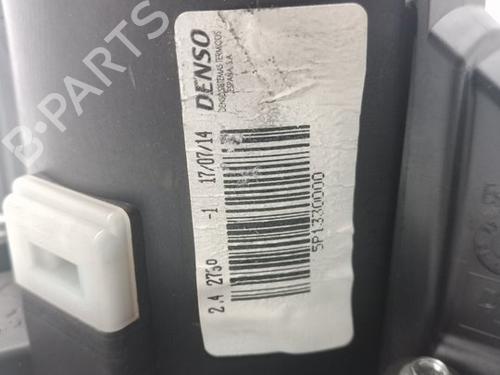 DENSO
DENSO SISTEMAS TERMICOS
ESPAÑA S.A.
17/07/14
-1
2.4 2730
5P1330000
B-PARTS